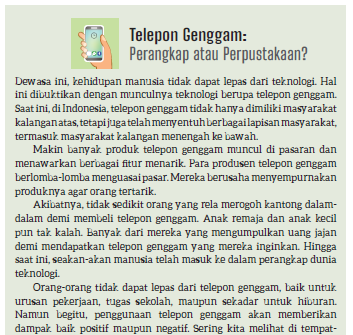 Telepon Genggam:
Perangkap atau Perpustakaan?
Dewasa ini, kehidupan manusia tidak dapat lepas dari teknologi. Hal
ini dibuktikan dengan munculnya teknologi berupa telepon genggam.
Saat ini, di Indonesia, telepon genggam tidak hanya dimiliki masyarakat
kalangan atas, tetapi juga telah menyentuh berbagai lapisan masyarakat,
termasuk masyarakat kalangan menengah ke bawah.
Makin banyak produk telepon genggam muncul di pasaran dan
menawarkan berbagai fitur menarik. Para produsen telepon genggam
berlomba-lomba menguasai pasar. Mereka berusaha menyempurnakan
produknya agar orang tertarik.
Akibatnya, tidak sedikit orang yang rela merogoh kantong dalam-
dalam demi membeli telepon genggam. Anak remaja dan anak kecil
pun tak kalah. Banyak dari mereka yang mengumpulkan uang jajan
demi mendapatkan telepon genggam yang mereka inginkan. Hingga
saat ini, seakan-akan manusia telah masuk ke dalam perangkap dunia
teknologi.
Orang-orang tidak dapat lepas dari telepon genggam, baik untuk
urusan pekerjaan, tugas sekolah, maupun sekadar untuk hiburan.
Namun begitu, penggunaan telepon genggam akan memberikan
dampak baik positif maupun negatif. Sering kita melihat di tempat-